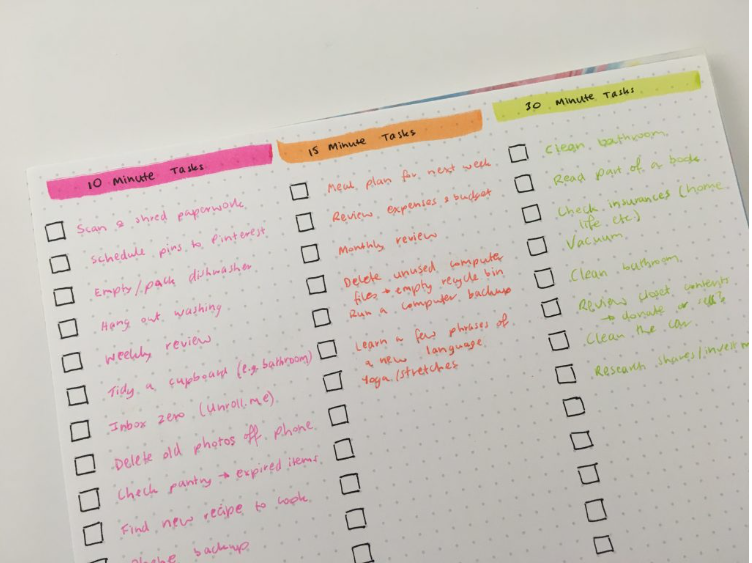 10 Minute Tasks
Scan & shred paperwork
Schedule pins to Pinterest
Empty/pack dishwasher
Hang out washing
Weekly review
Tidy a cupboard (e.g. bathroom)
Inbox zero (Unroll.me)
Delete old photos off phone
Check pantry → expired items
Find new recipe to cook
Phone backup
15 Minute Tasks
Meal plan for next week
Review expenses & budget
Monthly review
Delete unused computer
files → empty recycle bin
Run a computer backup
Learn a few phrases of
a new language
Yoga/stretches
30 Minute Tasks
Clean bathroom
Read part of a book
Check insurances (home,
life etc)
Vacuum
Clean bathroom
Review closet contents
→ donate or sell
Clean the car
Research shares/